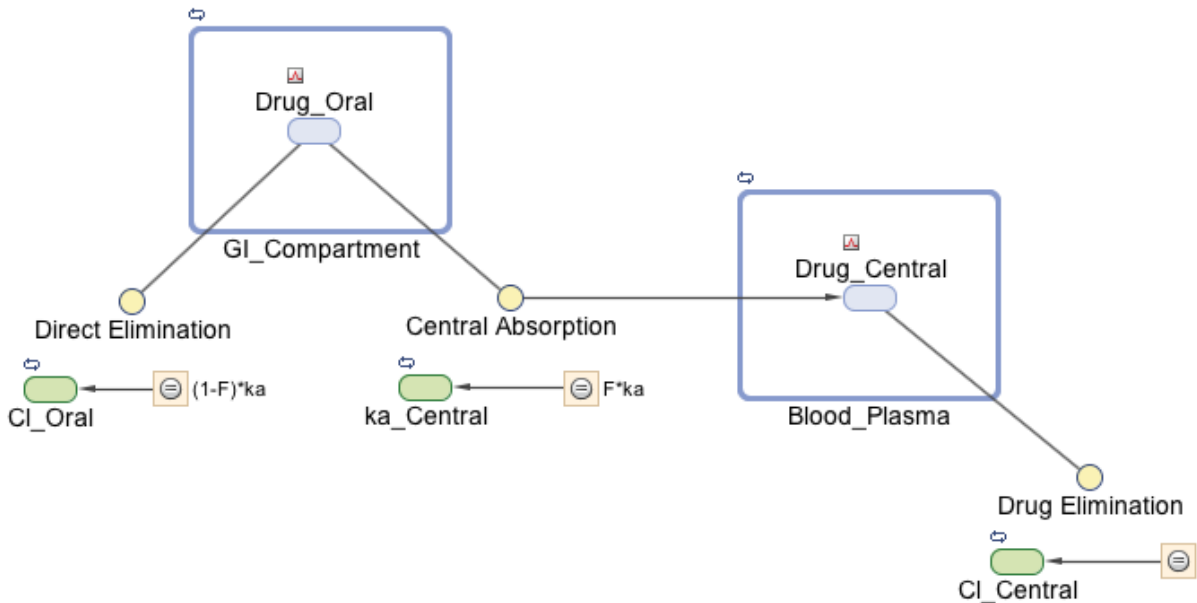 Drug_Oral
GI_Compartment
Drug_Central
Direct Elimination
Central Absorption
(1-F)*ka
F*ka
Cl_Oral
ka_Central
Blood_Plasma
Drug Elimination
Cl_Central